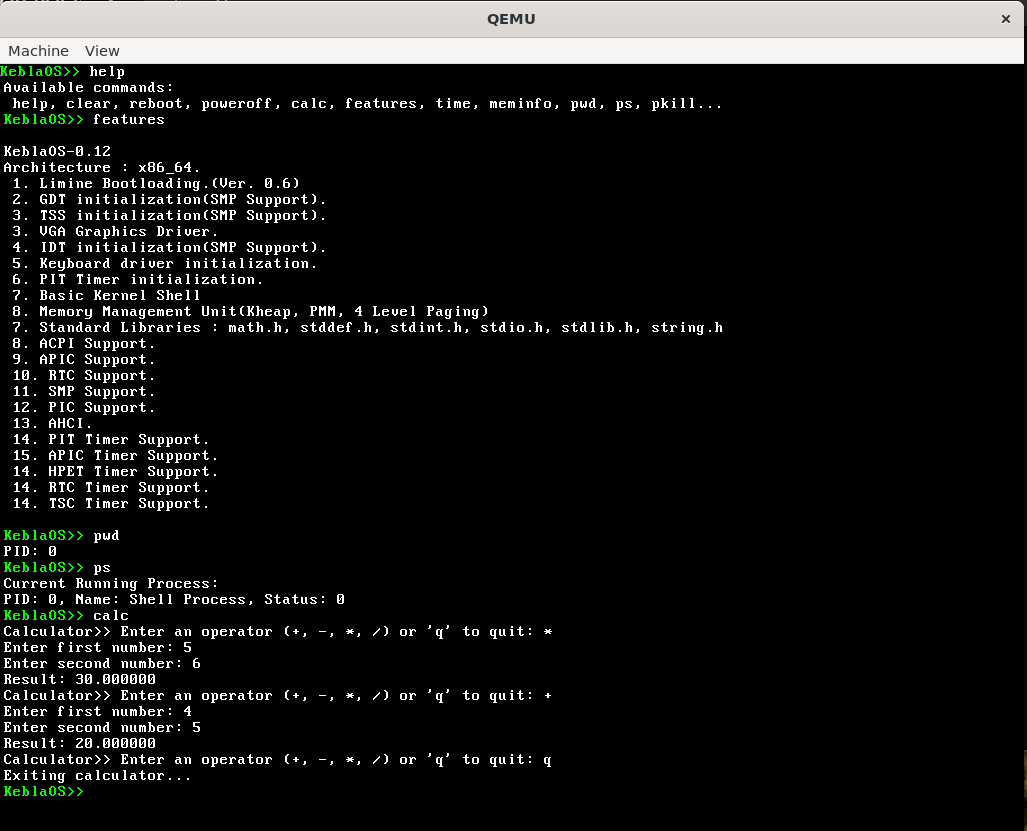 QEMU ×
Machine View
KeblaOS>> help
Available commands:
help, clear, reboot, poweroff, calc, features, time, meminfo, pwd, ps, pkill...
KeblaOS>> features
KeblaOS-0.12
Architecture : x86_64.
1. Limine Bootloading.(Ver. 0.6)
2. GDT initialization(SMP Support).
3. TSS initialization(SMP Support).
3. VGA Graphics Driver.
4. IDT initialization(SMP Support).
5. Keyboard driver initialization.
6. PIT Timer initialization.
7. Basic Kernel Shell
8. Memory Management Unit(Kheap, PMM, 4 Level Paging)
7. Standard Libraries : math.h, stddef.h, stdint.h, stdio.h, stdlib.h, string.h
8. ACPI Support.
9. APIC Support.
10. RTC Support.
11. SMP Support.
12. PIC Support.
13. AHCI.
14. PIT Timer Support.
15. APIC Timer Support.
14. HPET Timer Support.
14. RTC Timer Support.
14. TSC Timer Support.
KeblaOS>> pwd
PID: 0
KeblaOS>> ps
Current Running Process:
PID: 0, Name: Shell Process, Status: 0
KeblaOS>> calc
Calculator>> Enter an operator (+, -, *, /) or 'q' to quit: *
Enter first number: 5
Enter second number: 6
Result: 30.000000
Calculator>> Enter an operator (+, -, *, /) or 'q' to quit: +
Enter first number: 4
Enter second number: 5
Result: 20.000000
Calculator>> Enter an operator (+, -, *, /) or 'q' to quit: q
Exiting calculator...
KeblaOS>>